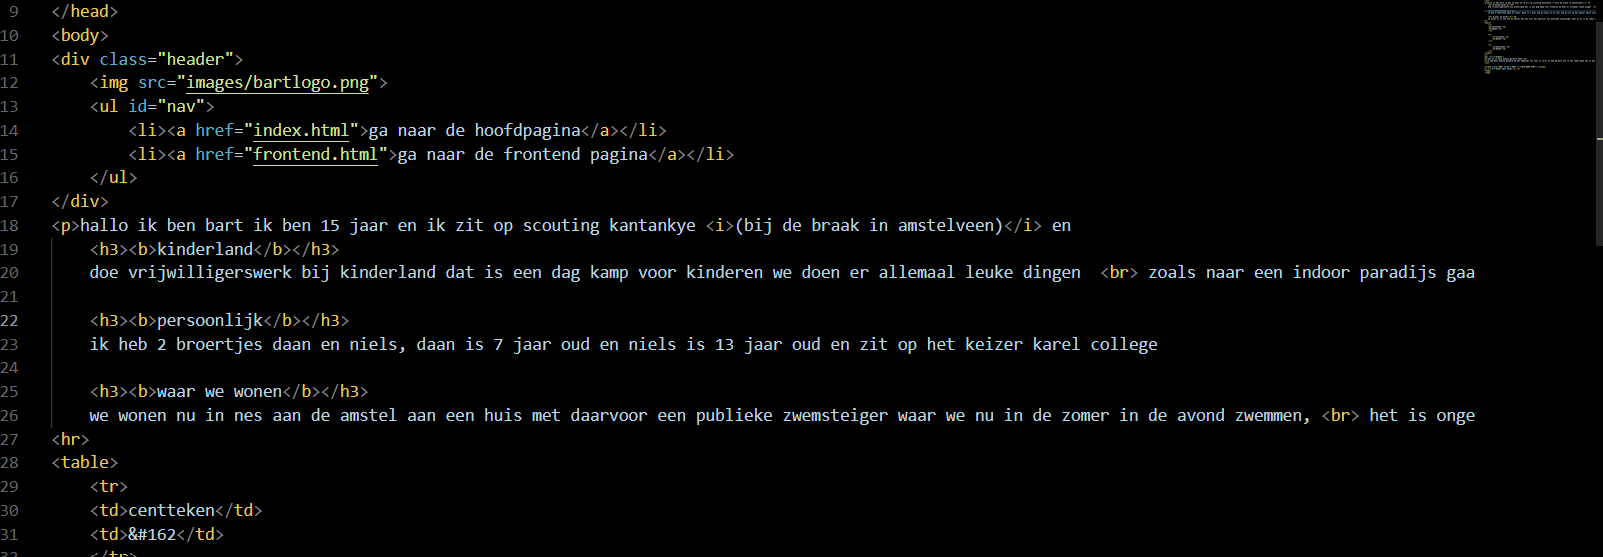 9 </head>
10 <body>
11 <div class="header">
12 <img src="images/bartlogo.png">
13 <ul id="nav">
14 <li><a href="index.html">ga naar de hoofdpagina</a></li>
15 <li><a href="frontend.html">ga naar de frontend pagina</a></li>
16 </ul>
17 </div>
18 <p>hallo ik ben bart ik ben 15 jaar en ik zit op scouting kantankye <i>(bij de braak in amstelveen)</i> en
19 <h3><b>kinderland</b></h3>
20 doe vrijwilligerswerk bij kinderland dat is een dag kamp voor kinderen we doen er allemaal leuke dingen <br> zoals naar een indoor paradijs gaa
21
22 <h3><b>persoonlijk</b></h3>
23 ik heb 2 broertjes daan en niels, daan is 7 jaar oud en niels is 13 jaar oud en zit op het keizer karel college
24
25 <h3><b>waar we wonen</b></h3>
26 we wonen nu in nes aan de amstel aan een huis met daarvoor een publieke zwemsteiger waar we nu in de zomer in de avond zwemmen, <br> het is onge
27 <hr>
28 <table>
29 <tr>
30 <td>centteken</td>
31 <td>&#162</td>
32 </tr>